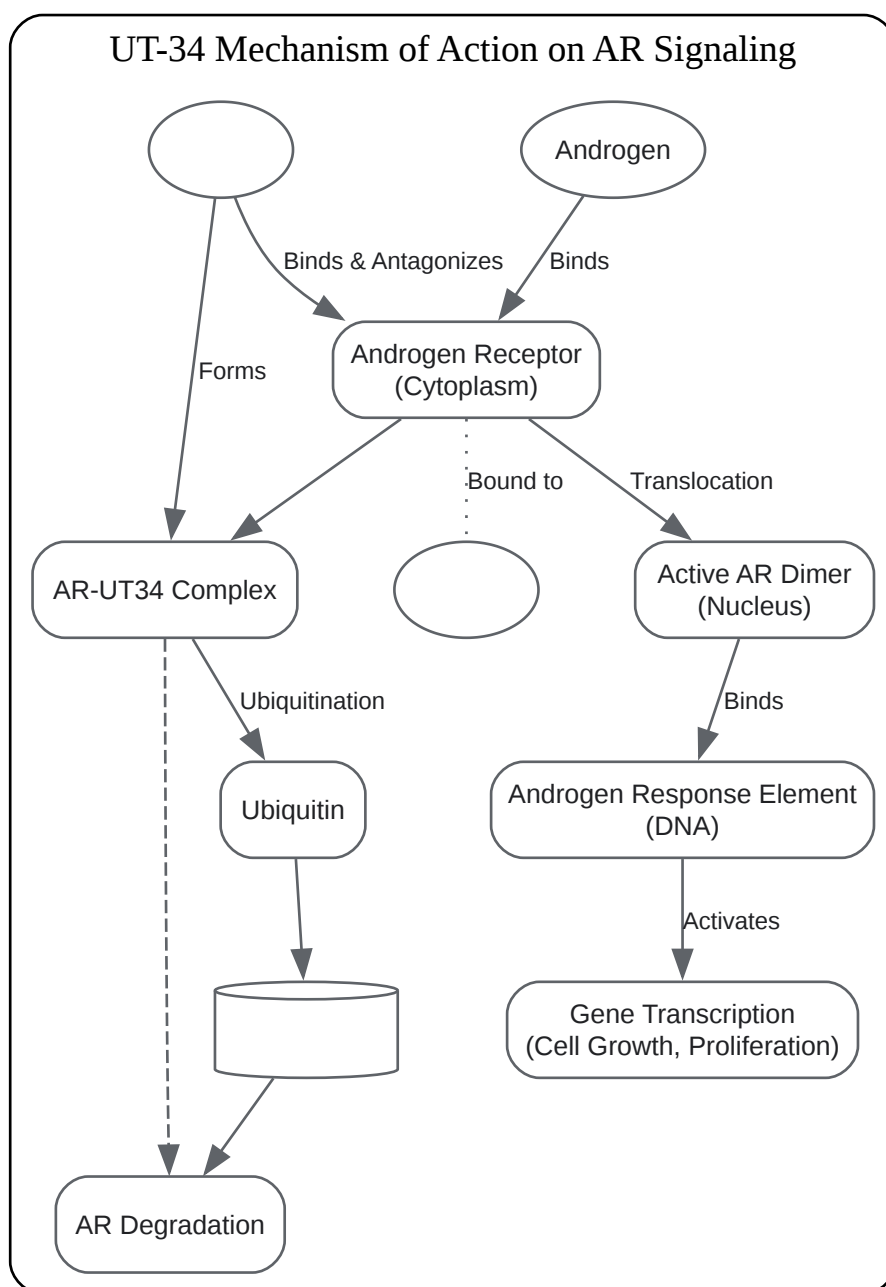 UT-34 Mechanism of Action on AR Signaling
Androgen
Binds & Antagonizes
Binds
Androgen Receptor
(Cytoplasm)
Forms
Bound to
Translocation
AR-UT34 Complex
Active AR Dimer
(Nucleus)
Ubiquitination
Binds
Ubiquitin
Androgen Response Element
(DNA)
Activates
Gene Transcription
(Cell Growth, Proliferation)
AR Degradation